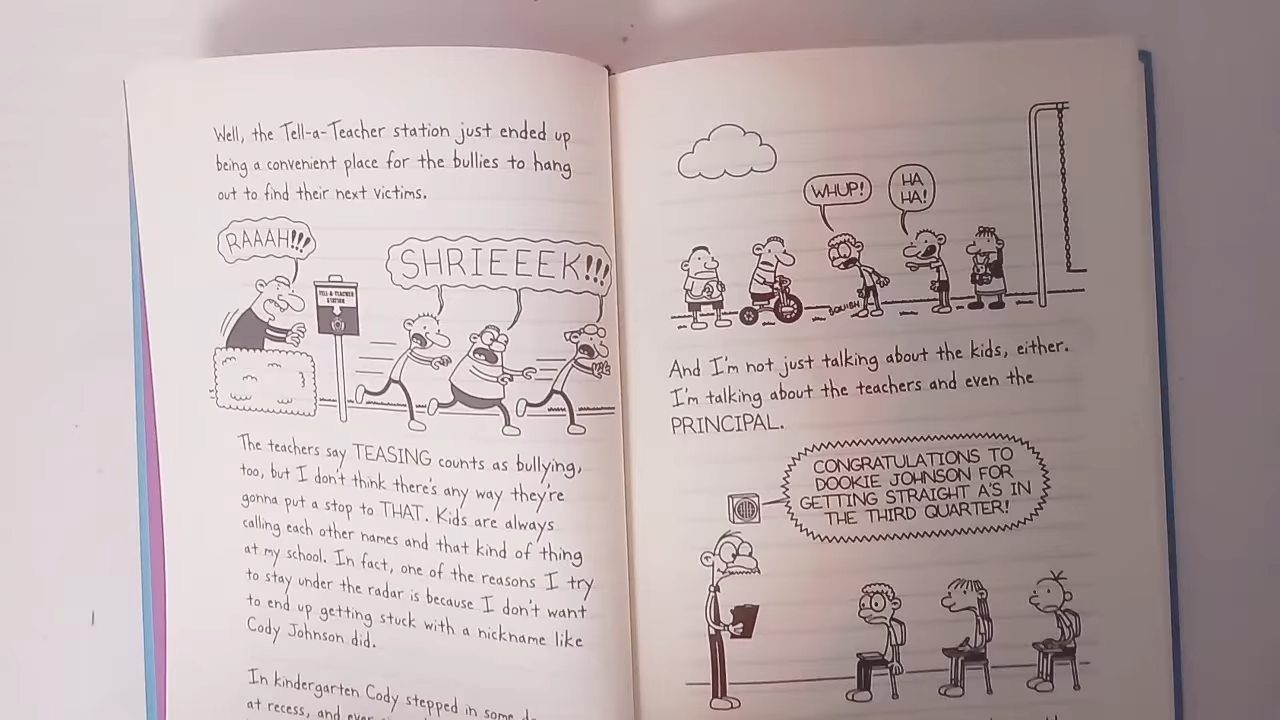 Well, the Tell-a-Teacher station just ended up
being a convenient place for the bullies to hang
out to find their next victims.
RAAAH!!!
SHRIEEEK!!!
TELL-A-TEACHER
STATION
The teachers say TEASING counts as bullying,
too, but I don't think there's any way they're
gonna put a stop to THAT. Kids are always
calling each other names and that kind of thing
at my school. In fact, one of the reasons I try
to stay under the radar is because I don't want
to end up getting stuck with a nickname like
Cody Johnson did.
In kindergarten Cody stepped in some
at recess, and
WHUP!
HA
HA!
SQUISH
And I'm not just talking about the kids, either.
I'm talking about the teachers and even the
PRINCIPAL.
CONGRATULATIONS TO
DOOKIE JOHNSON FOR
GETTING STRAIGHT A'S IN
THE THIRD QUARTER!